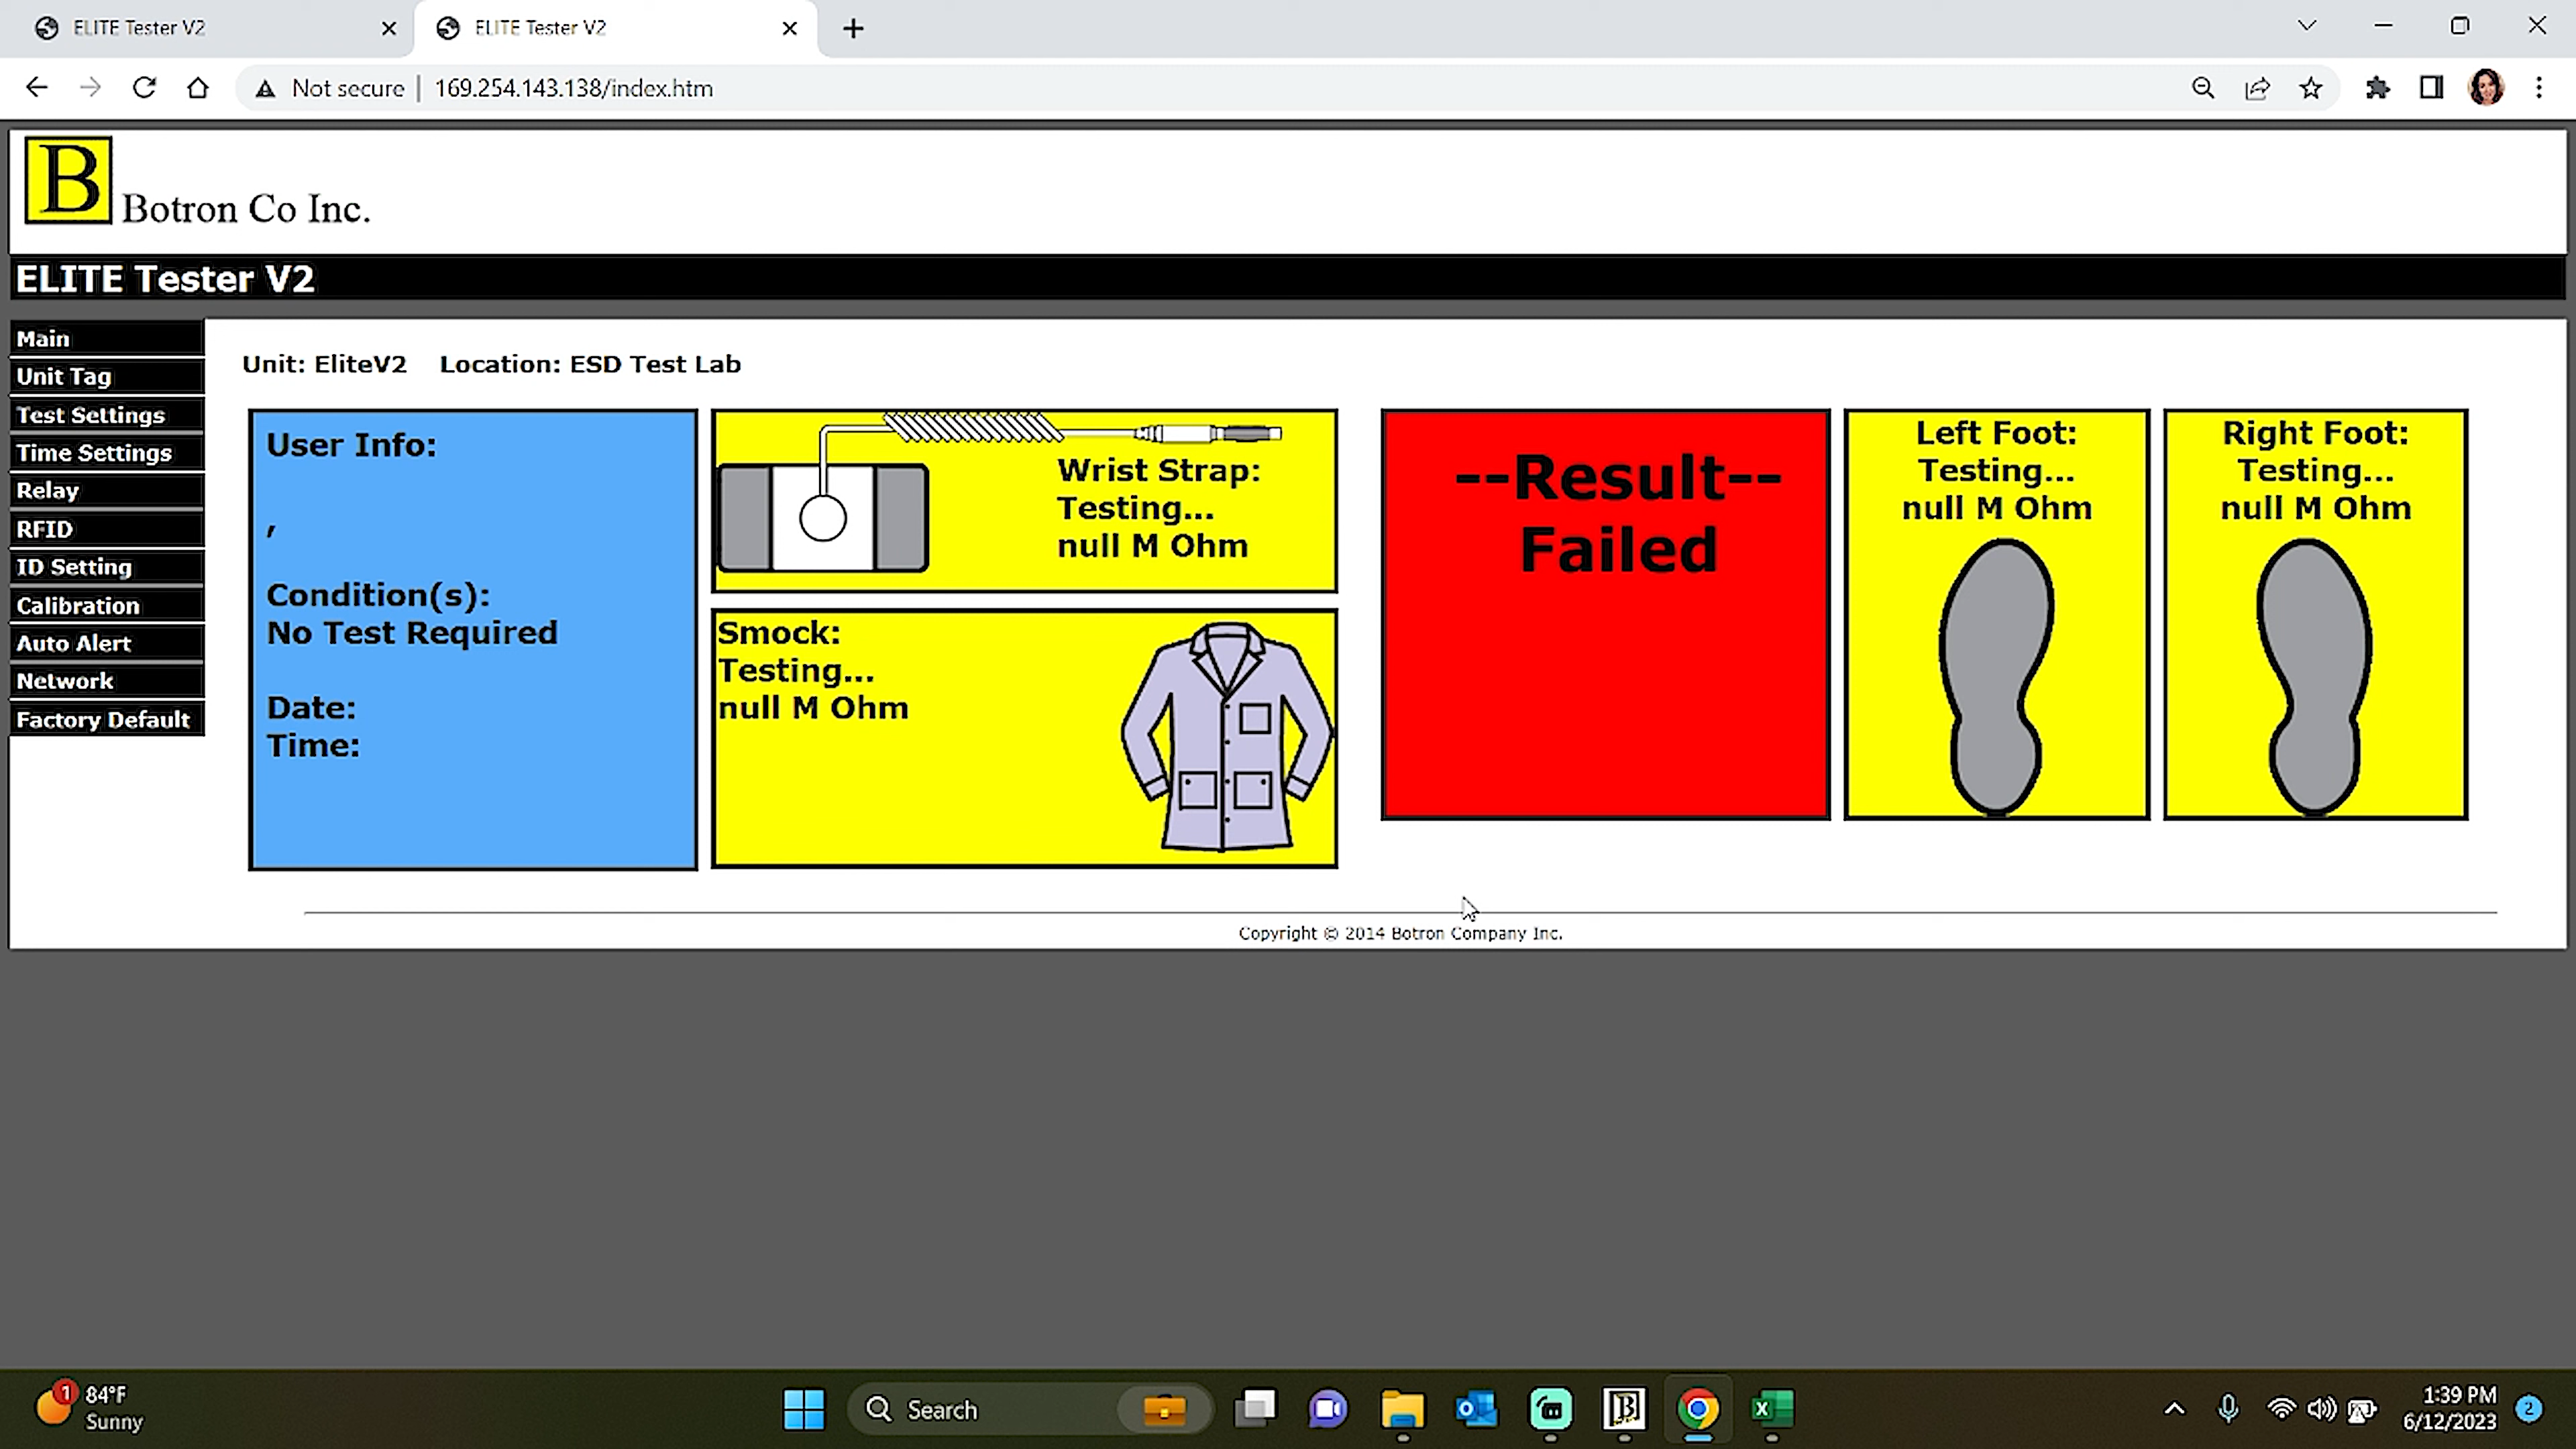 ELITE Tester V2
ELITE Tester V2
Not secure | 169.254.143.138/index.htm
B Botron Co Inc.
ELITE Tester V2
Main
Unit Tag
Test Settings
Time Settings
Relay
RFID
ID Setting
Calibration
Auto Alert
Network
Factory Default
Unit: EliteV2 Location: ESD Test Lab
User Info:
,
Condition(s):
No Test Required
Date:
Time:
Wrist Strap:
Testing...
null M Ohm
Smock:
Testing...
null M Ohm
--Result--
Failed
Left Foot:
Testing...
null M Ohm
Right Foot:
Testing...
null M Ohm
Copyright © 2014 Botron Company Inc.
1
84°F
Sunny
Search
B
X
1:39 PM
6/12/2023
2